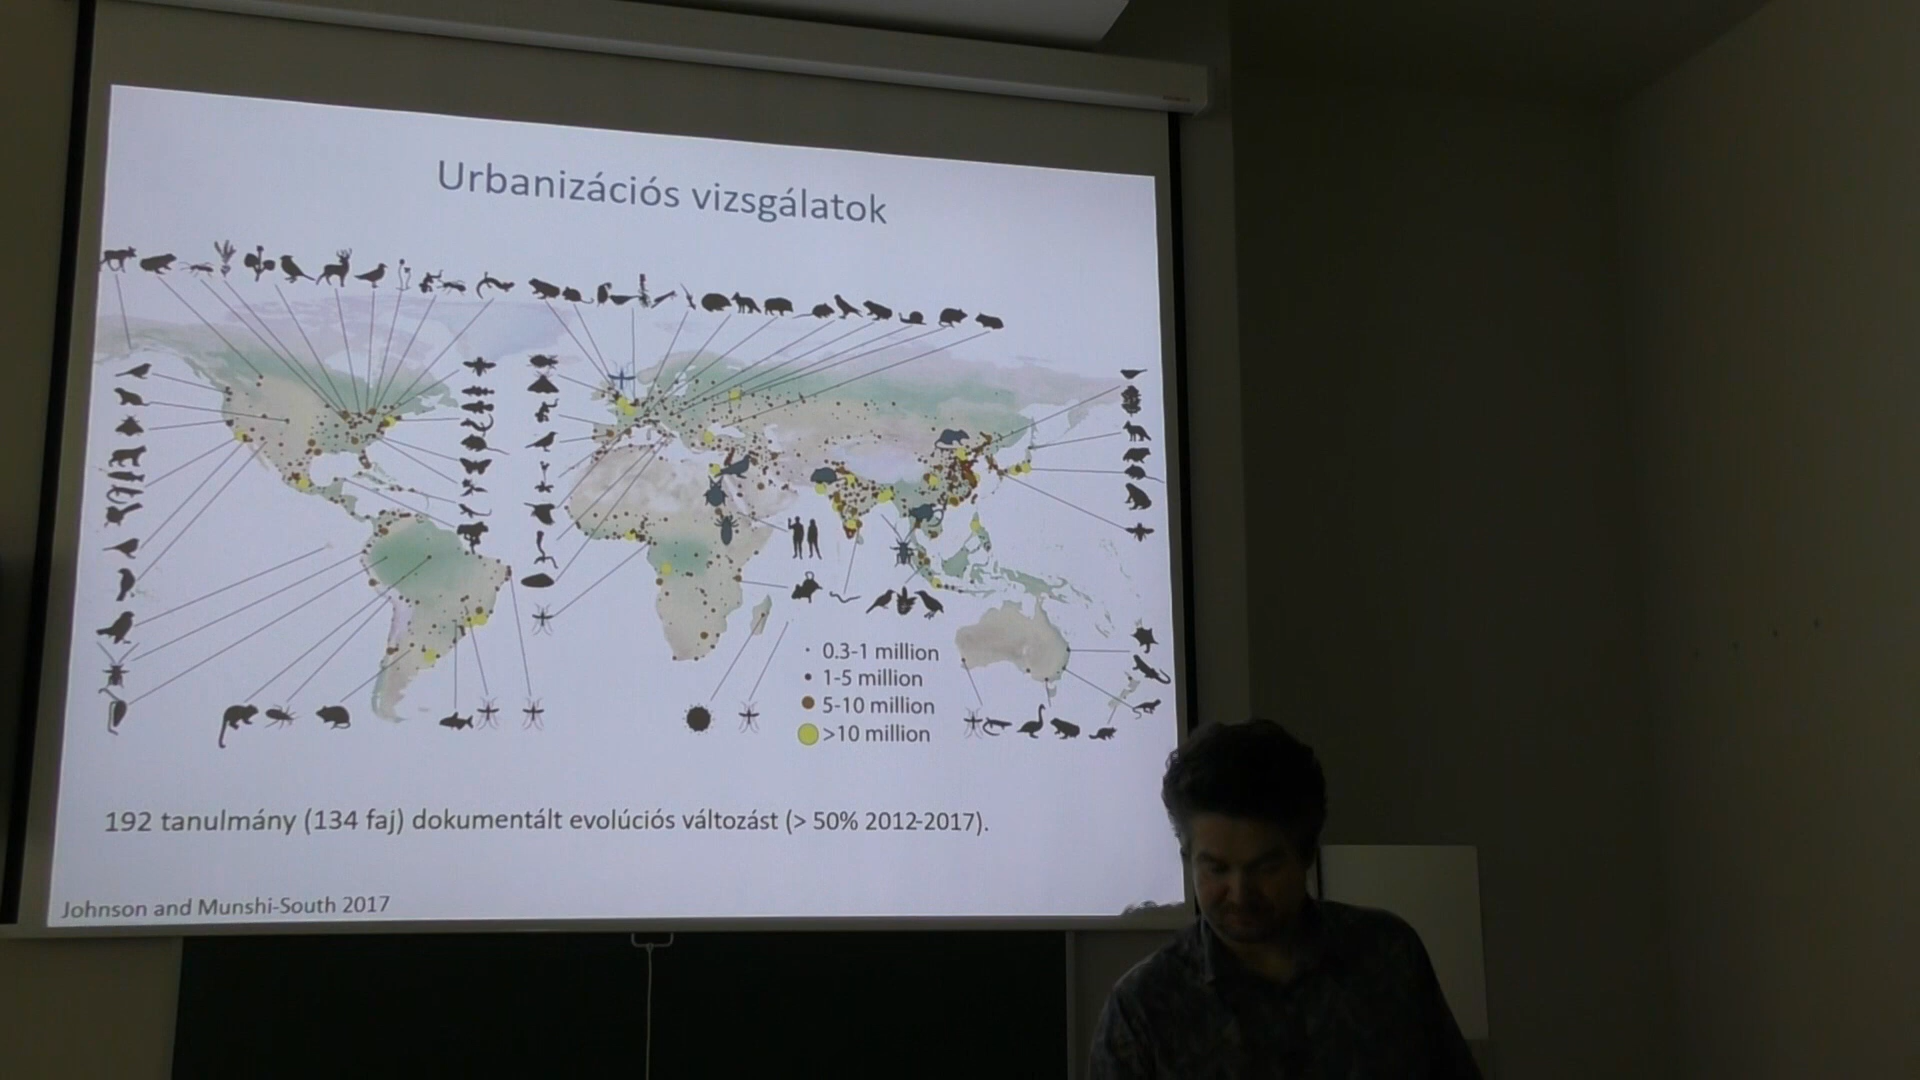 Urbanizációs vizsgálatok
0.3-1 million
1-5 million
5-10 million
>10 million
192 tanulmány (134 faj) dokumentált evolúciós változást (> 50% 2012-2017).
Johnson and Munshi-South 2017